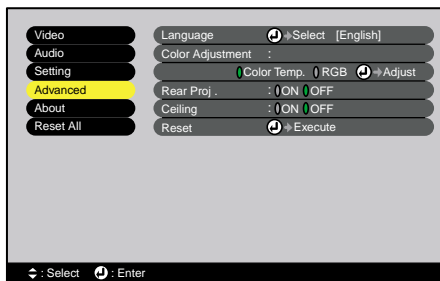 Video
Audio
Setting
Advanced
About
Reset All
Language Select [English]
Color Adjustment :
Color Temp. RGB Adjust
Rear Proj . : ON OFF
Ceiling : ON OFF
Reset Execute
: Select : Enter